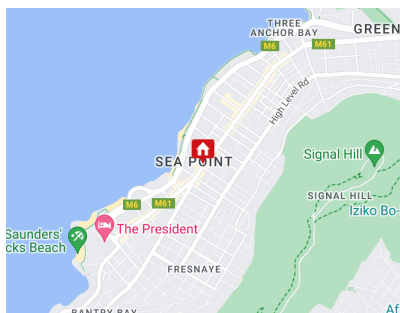 THREE
ANCHOR BAY
GREEN
M6
M61
High Level Rd
SEA POINT
Signal Hill
SIGNAL HILL
Iziko Bo-
M6
M61
Saunders'
cks Beach
The President
FRESNAYE
BANTRY BAY
Af